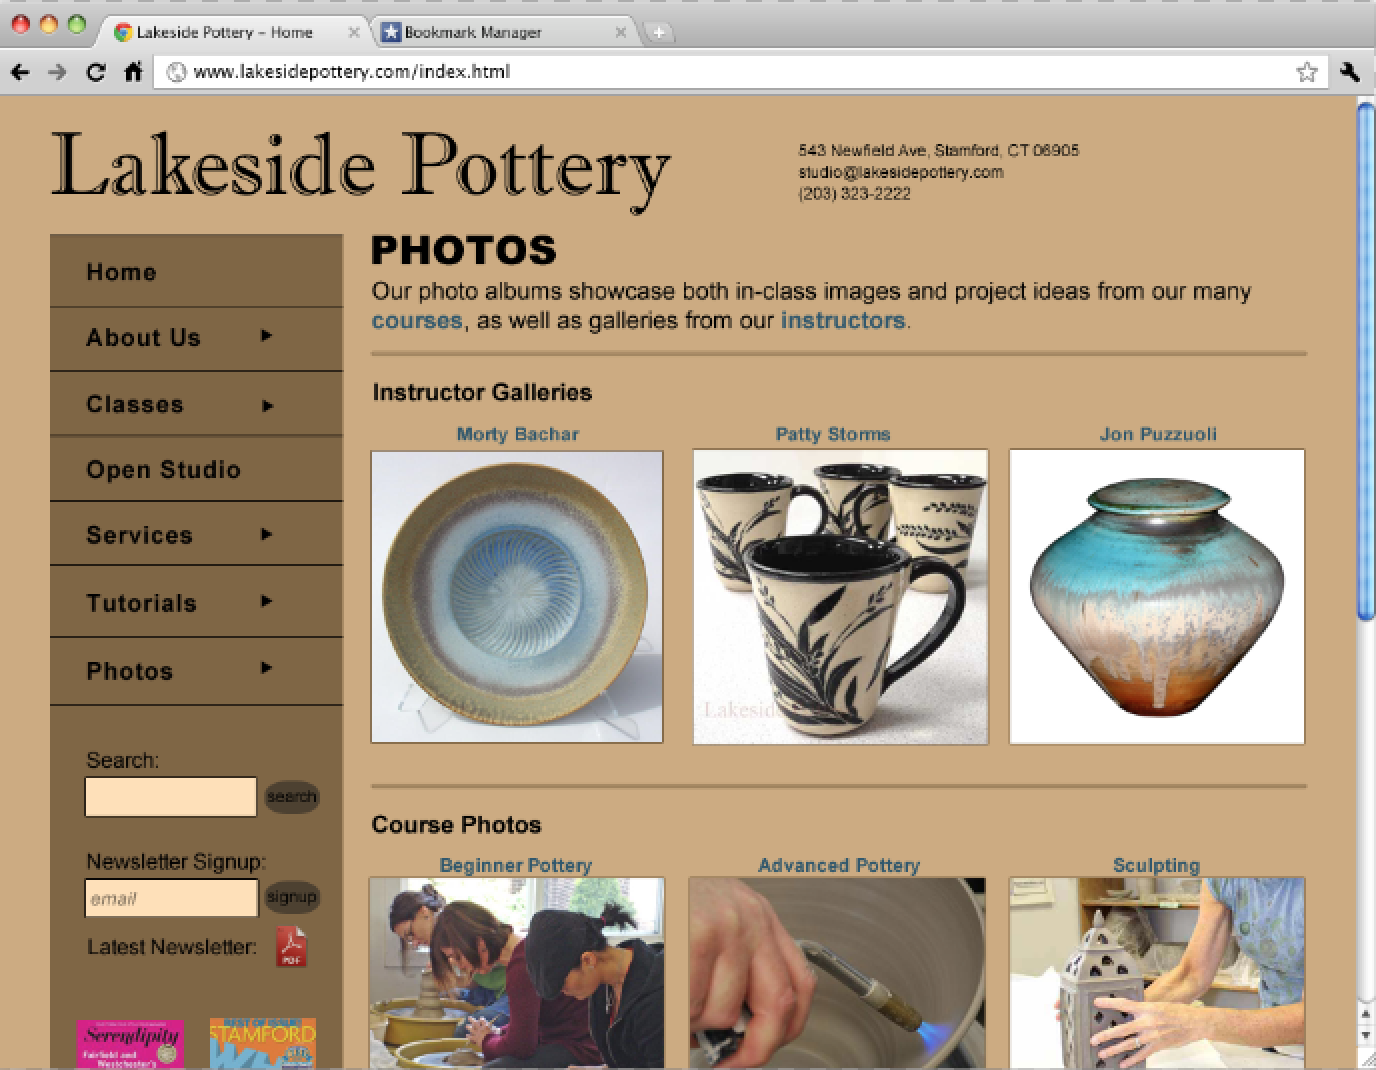 Lakeside Pottery – Home
Bookmark Manager
www.lakesidepottery.com/index.html
Lakeside Pottery
543 Newfield Ave, Stamford, CT 06905
studio@lakesidepottery.com
(203) 323-2222
Home
About Us
Classes
Open Studio
Services
Tutorials
Photos
Search:
search
Newsletter Signup:
email
signup
Latest Newsletter:
PDF
Serendipity
Fairfield and
Westchester's
BEST OF ISSUE
STAMFORD
PHOTOS
Our photo albums showcase both in-class images and project ideas from our many
courses, as well as galleries from our instructors.
Instructor Galleries
Morty Bachar
Patty Storms
Jon Puzzuoli
Lakeside
Course Photos
Beginner Pottery
Advanced Pottery
Sculpting